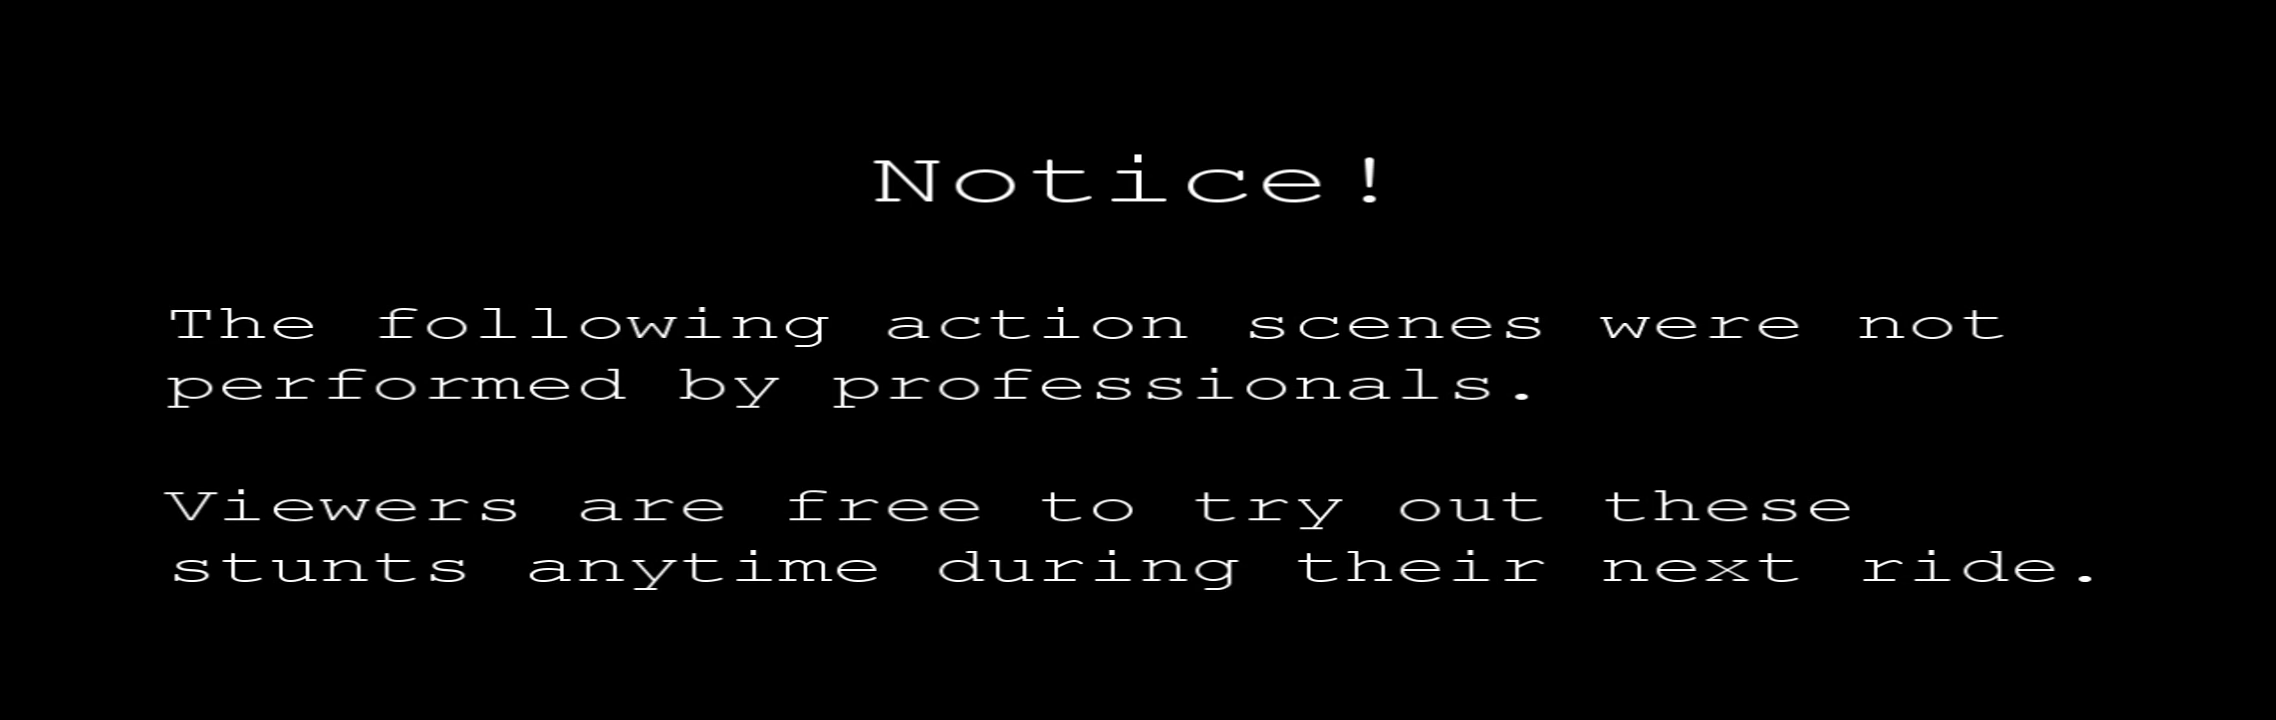 Notice!
The following action scenes were not
performed by professionals.
Viewers are free to try out these
stunts anytime during their next ride.